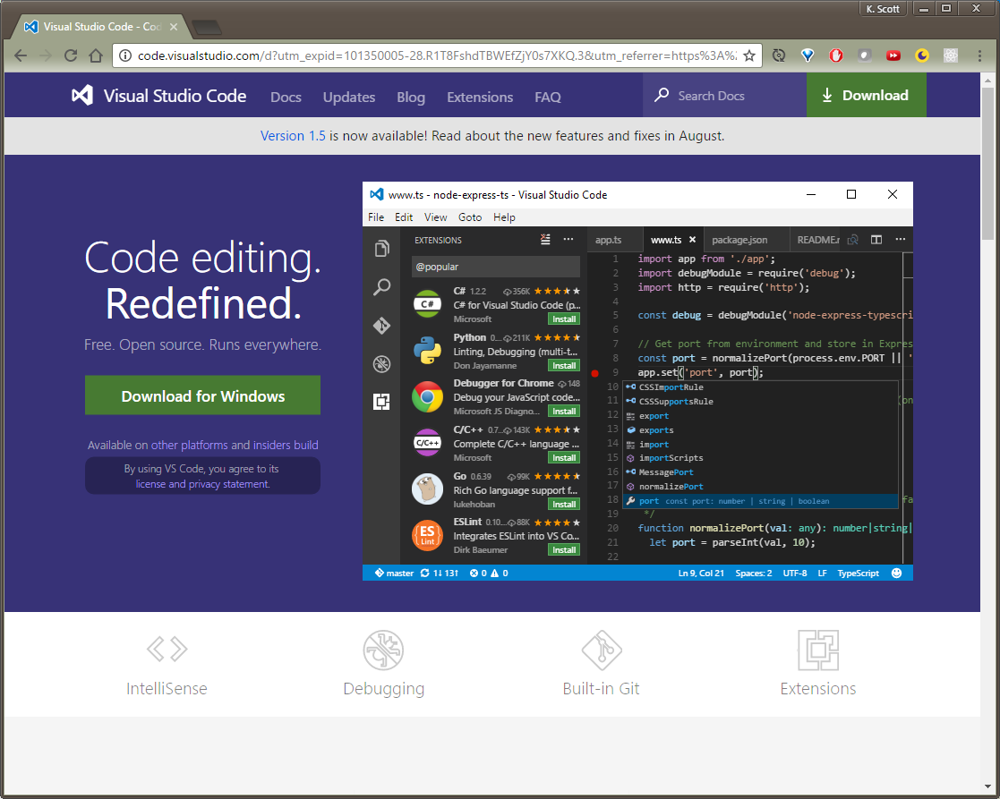 K. Scott
Visual Studio Code - Cod
code.visualstudio.com/d?utm_expid=101350005-28.R1T8FshdTBWEfZjY0s7XKQ.3&utm_referrer=https%3A%2
Visual Studio Code Docs Updates Blog Extensions FAQ Search Docs Download
Version 1.5 is now available! Read about the new features and fixes in August.
Code editing.
Redefined.
Free. Open source. Runs everywhere.
Download for Windows
Available on other platforms and insiders build
By using VS Code, you agree to its
license and privacy statement.
www.ts - node-express-ts - Visual Studio Code
File Edit View Goto Help
EXTENSIONS
@popular
C# 1.2.2 356K
C# for Visual Studio Code (p...
Microsoft Install
Python 0... 211K
Linting, Debugging (multi-t...
Don Jayamanne Install
Debugger for Chrome 148
Debug your JavaScript code...
Microsoft JS Diagno... Install
C/C++ 0.7... 143K
Complete C/C++ language ...
Microsoft Install
Go 0.6.39 99K
Rich Go language support f...
lukehoban Install
ESLint 0.10... 88K
Integrates ESLint into VS Co...
Dirk Baeumer Install
C#
C/C++
ES
Lint
app.ts www.ts package.json README.r
1 import app from './app';
2 import debugModule = require('debug');
3 import http = require('http');
4
5 const debug = debugModule('node-express-typescri
6
7 // Get port from environment and store in Expres
8 const port = normalizePort(process.env.PORT || '
9 app.set('port', port);
10 CSSImportRule
11 CSSSupportsRule
12 export
13 exports
14 import
15 importScripts
16 MessagePort
17 normalizePort
18 port const port: number | string | boolean
19 */
20 function normalizePort(val: any): number|string|
21 let port = parseInt(val, 10);
22
master 1↓ 13↑ 0 0 Ln 9, Col 21 Spaces: 2 UTF-8 LF TypeScript
IntelliSense Debugging Built-in Git Extensions